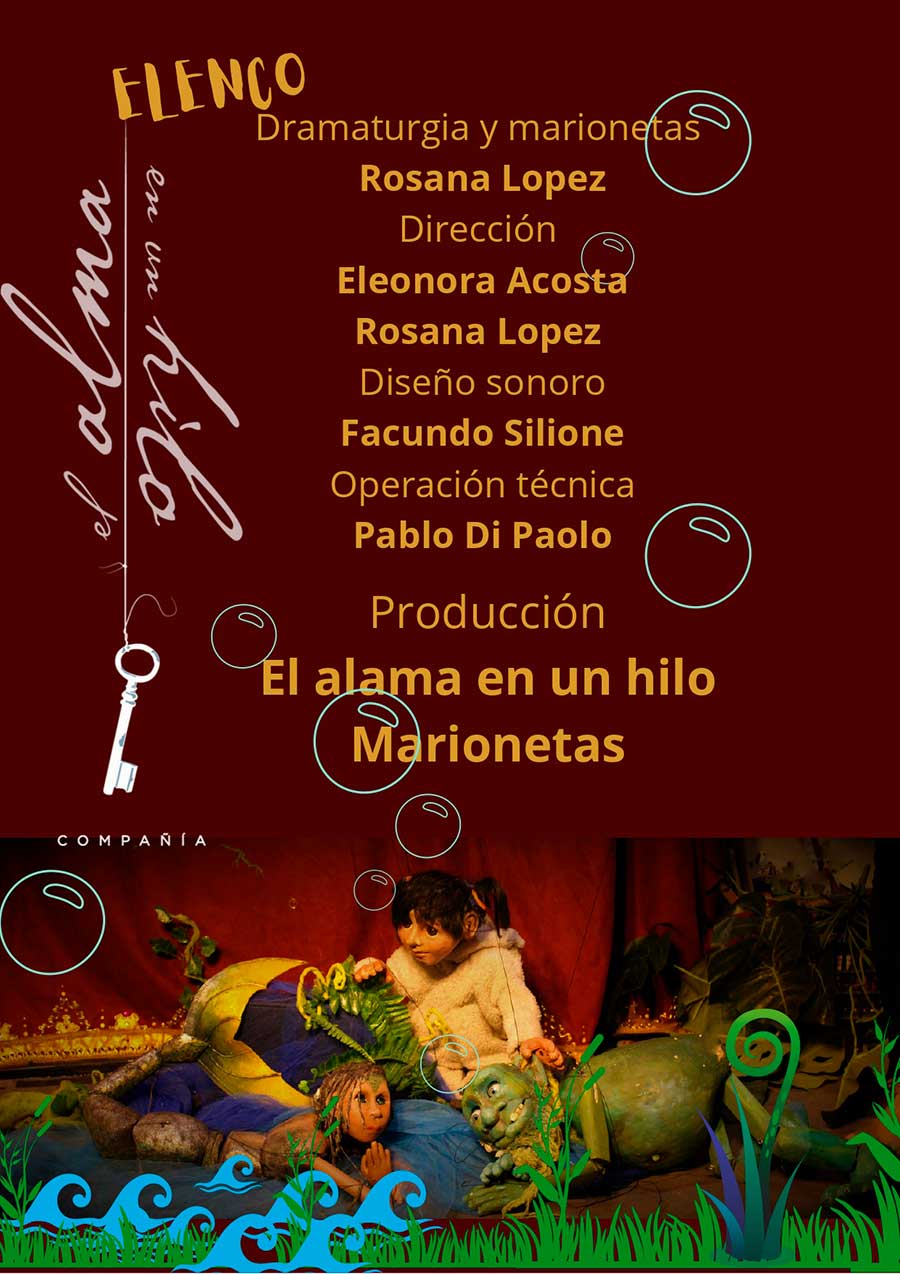 ELENCO
Dramaturgia y marionetas
Rosana Lopez
Dirección
Eleonora Acosta
Rosana Lopez
Diseño sonoro
Facundo Silione
Operación técnica
Pablo Di Paolo
Producción
El alama en un hilo
Marionetas
el alma
en un hilo
COMPAÑÍA